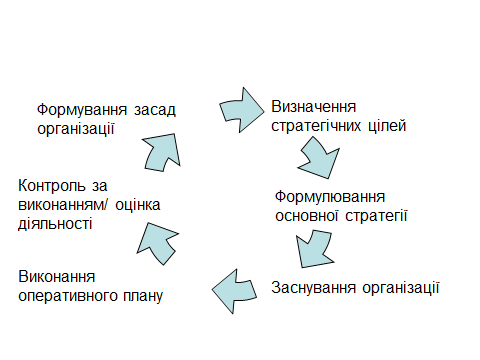 Формування засад
організації
Визначення
стратегічних цілей
Формулювання
основної стратегії
Заснування організації
Виконання
оперативного плану
Контроль за
виконанням/ оцінка
діяльності